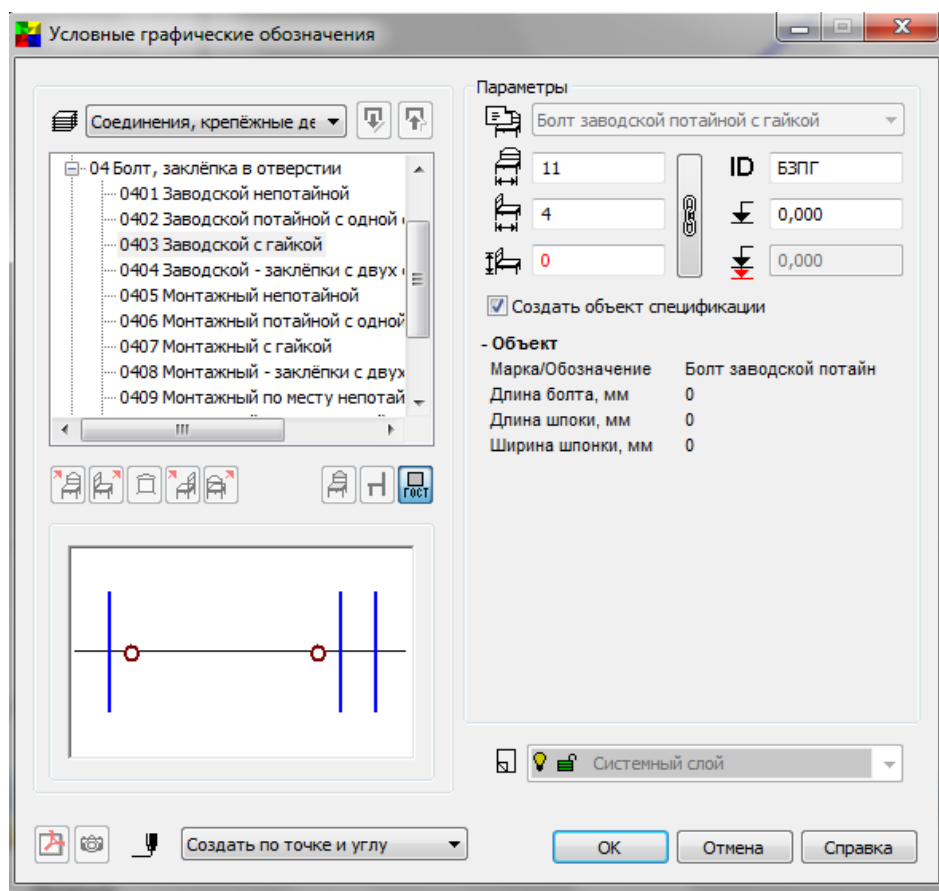 Условные графические обозначения
Соединения, крепёжные де
04 Болт, заклёпка в отверстии
0401 Заводской непотайной
0402 Заводской потайной с одной
0403 Заводской с гайкой
0404 Заводской - заклёпки с двух
0405 Монтажный непотайной
0406 Монтажный потайной с одной
0407 Монтажный с гайкой
0408 Монтажный - заклёпки с двух
0409 Монтажный по месту непотай
ГОСТ
Создать по точке и углу
Параметры
Болт заводской потайной с гайкой
11
ID БЗПГ
4
0,000
0
0,000
Создать объект спецификации
- Объект
Марка/Обозначение Болт заводской потайн
Длина болта, мм 0
Длина шпоки, мм 0
Ширина шпонки, мм 0
Системный слой
ОК Отмена Справка